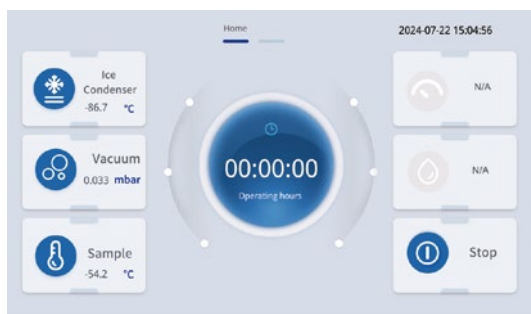 Home
2024-07-22 15:04:56
Ice
Condenser
-86.7 °C
Vacuum
0.033 mbar
Sample
-54.2 °C
00:00:00
Operating hours
N/A
N/A
Stop